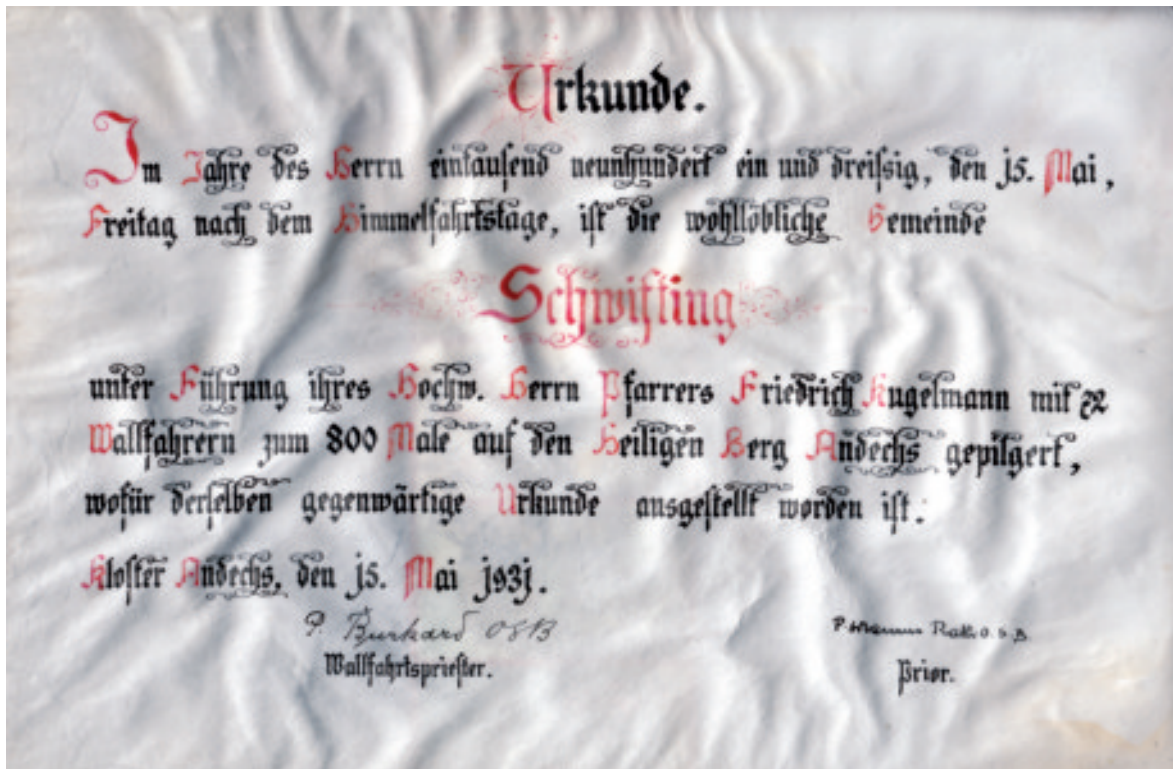 Urkunde.
Im Jahre des Herrn eintausend neunhundert ein und dreissig, den 15. Mai,
Freitag nach dem Himmelfahrtstage, ist die wohllöbliche Gemeinde
Schwifting
unter Führung ihres Hochw. Herrn Pfarrers Friedrich Kugelmann mit 72
Wallfahrern zum 800 Male auf den Heiligen Berg Andechs gepilgert,
wofür derselben gegenwärtige Urkunde ausgestellt worden ist.
Kloster Andechs, den 15. Mai 1931.
P. Burkard OSB
P. Rath O.S.B.
Wallfahrtspriester.
Prior.